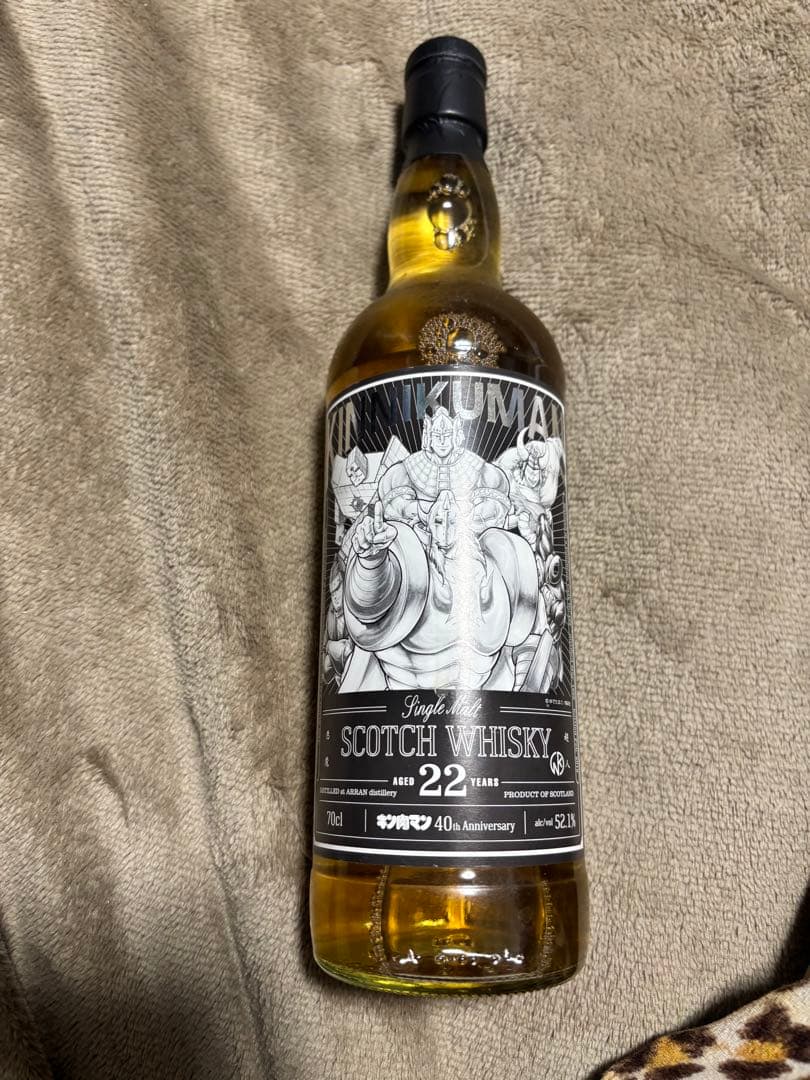 KINNIKUMAN
Single Malt
SCOTCH WHISKY
AGED 22 YEARS
DISTILLED at ARRAN distillery
PRODUCT OF SCOTLAND
70cl
キン肉マン 40th Anniversary
alc/vol 52.1%